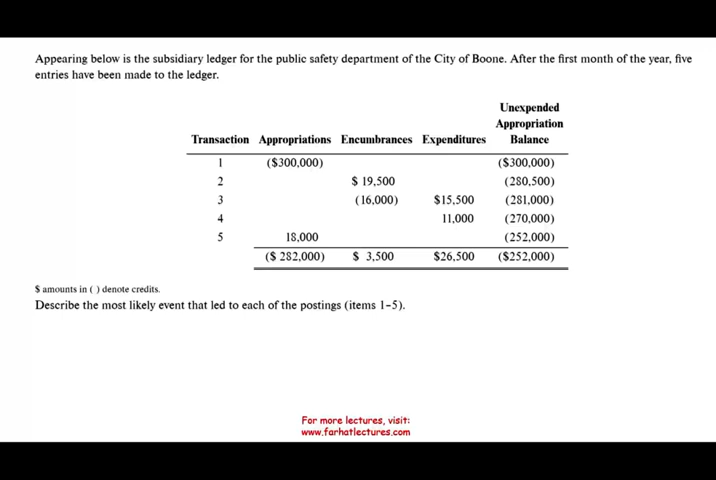 Appearing below is the subsidiary ledger for the public safety department of the City of Boone. After the first month of the year, five
entries have been made to the ledger.
Unexpended
Appropriation
Transaction Appropriations Encumbrances Expenditures Balance
1 ($300,000) ($300,000)
2 $ 19,500 (280,500)
3 (16,000) $15,500 (281,000)
4 11,000 (270,000)
5 18,000 (252,000)
($ 282,000) $ 3,500 $26,500 ($252,000)
$ amounts in ( ) denote credits.
Describe the most likely event that led to each of the postings (items 1–5).
For more lectures, visit:
www.farhatlectures.com